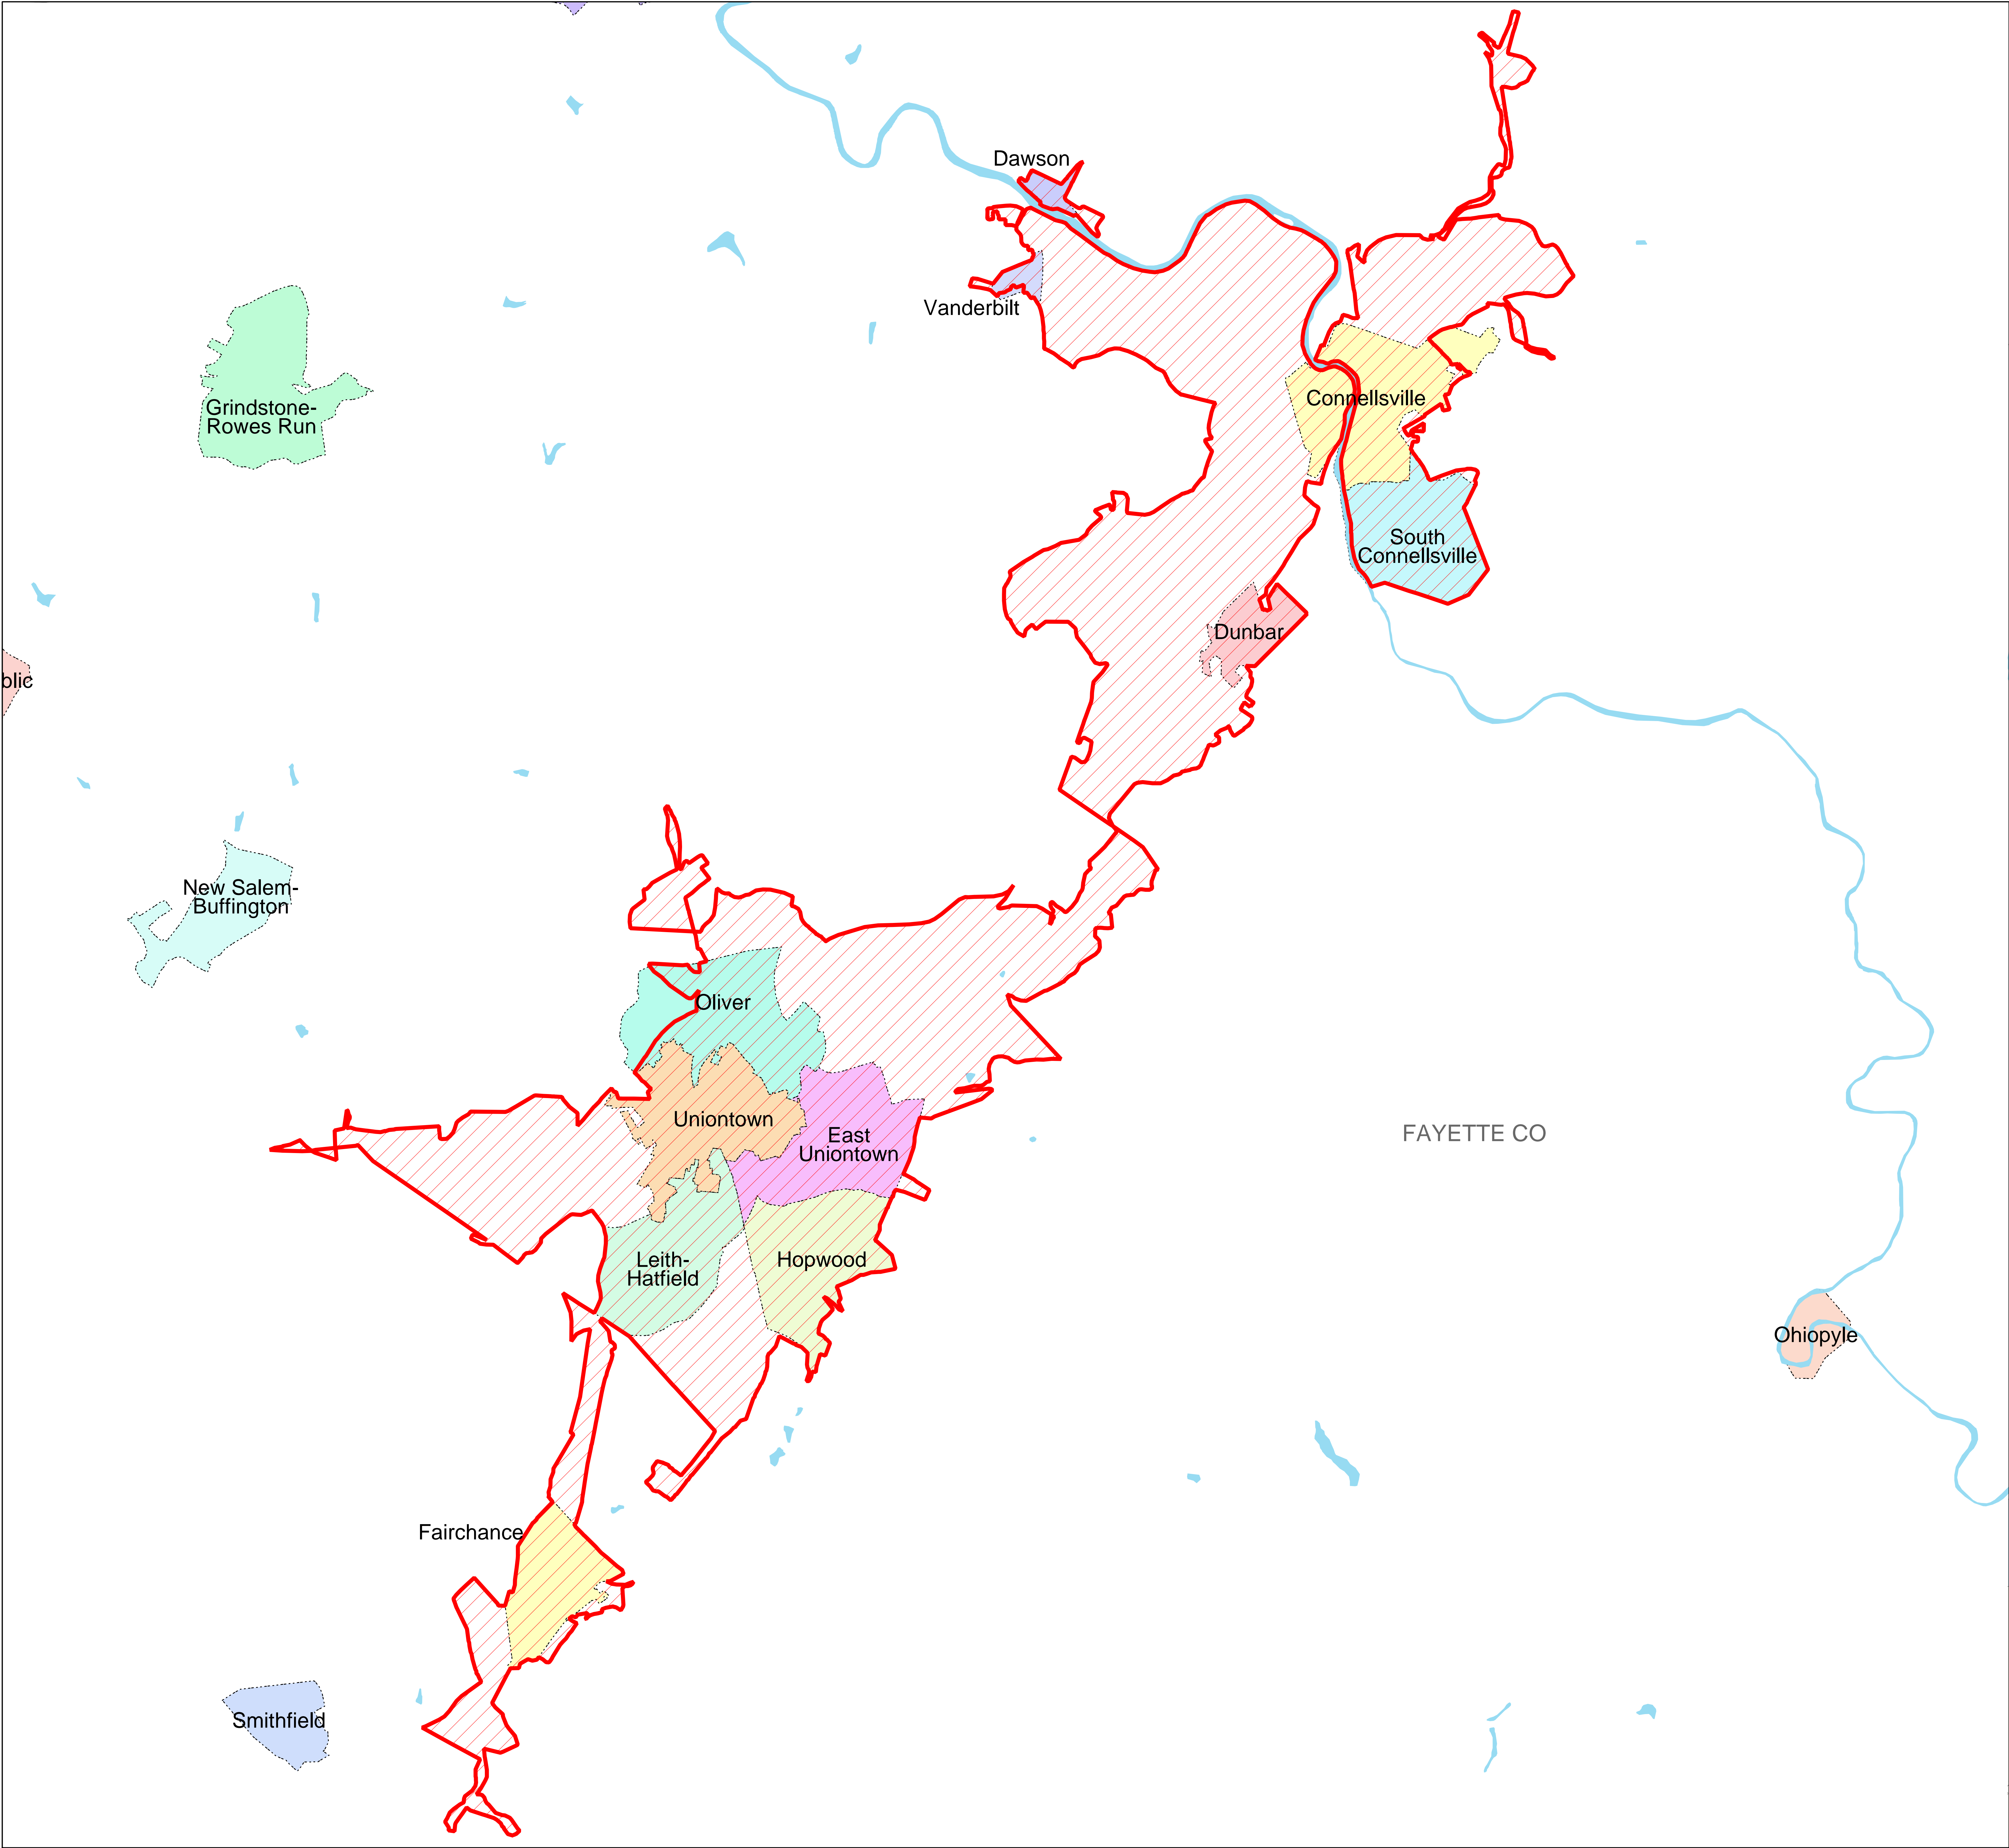 Dawson
Vanderbilt
Grindstone-
Rowes Run
Connellsville
South
Connellsville
Dunbar
blic
New Salem-
Buffington
Oliver
Uniontown
East
Uniontown
FAYETTE CO
Leith-
Hatfield
Hopwood
Ohiopyle
Fairchance
Smithfield